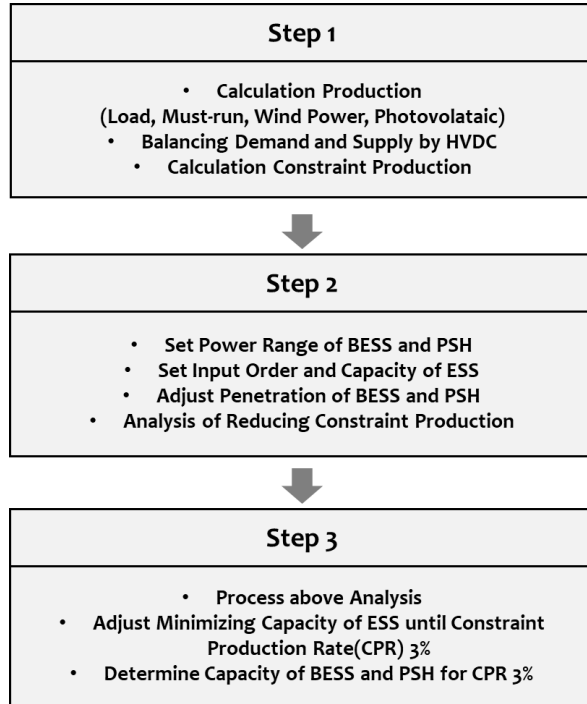 Step 1
• Calculation Production
(Load, Must-run, Wind Power, Photovolataic)
• Balancing Demand and Supply by HVDC
• Calculation Constraint Production
Step 2
• Set Power Range of BESS and PSH
• Set Input Order and Capacity of ESS
• Adjust Penetration of BESS and PSH
• Analysis of Reducing Constraint Production
Step 3
• Process above Analysis
• Adjust Minimizing Capacity of ESS until Constraint
Production Rate(CPR) 3%
• Determine Capacity of BESS and PSH for CPR 3%